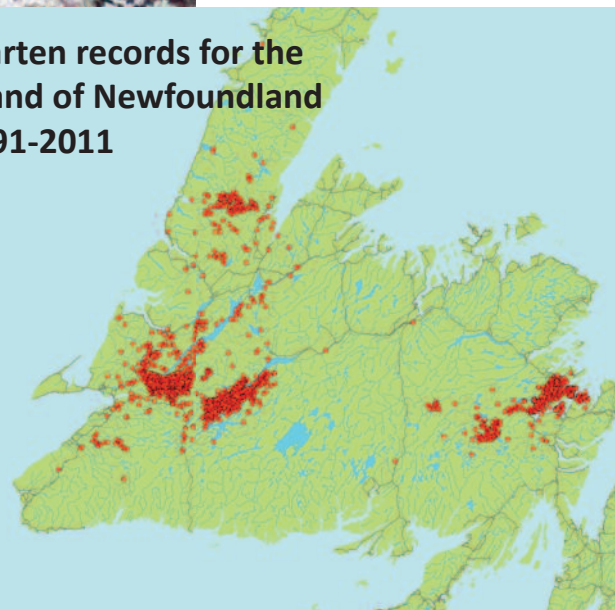 arten records for the
and of Newfoundland
91-2011